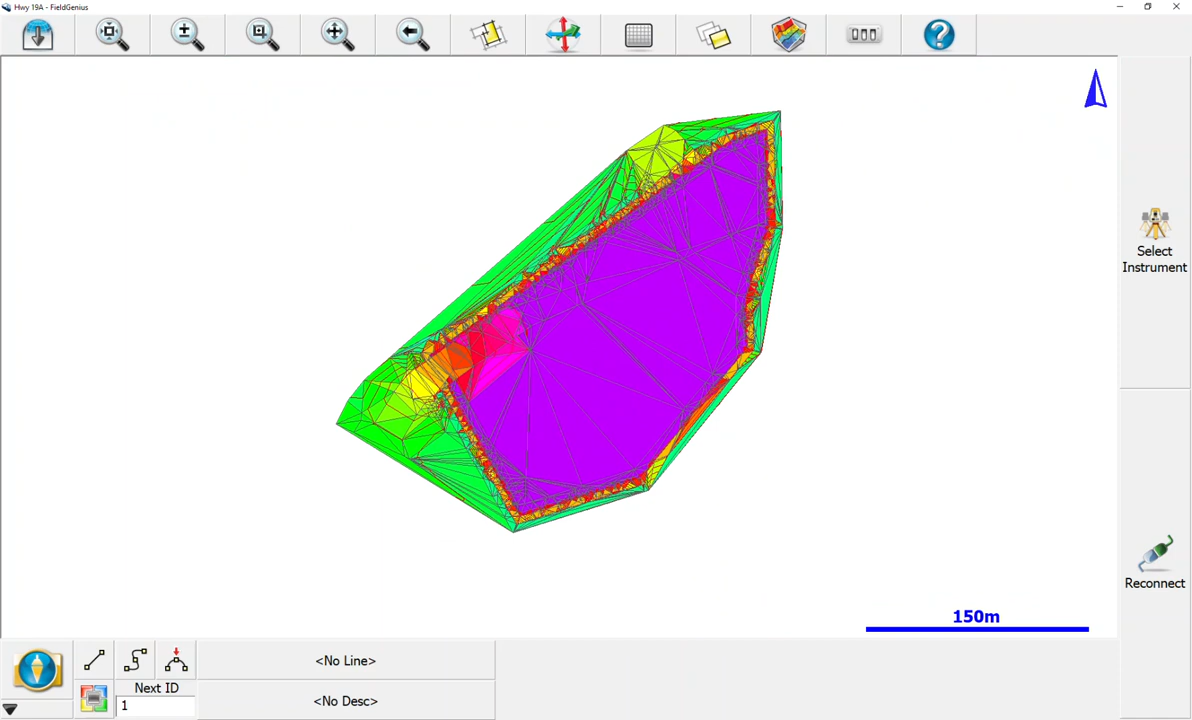 Hwy 19A - FieldGenius
Select
Instrument
Reconnect
150m
<No Line>
Next ID
1
<No Desc>